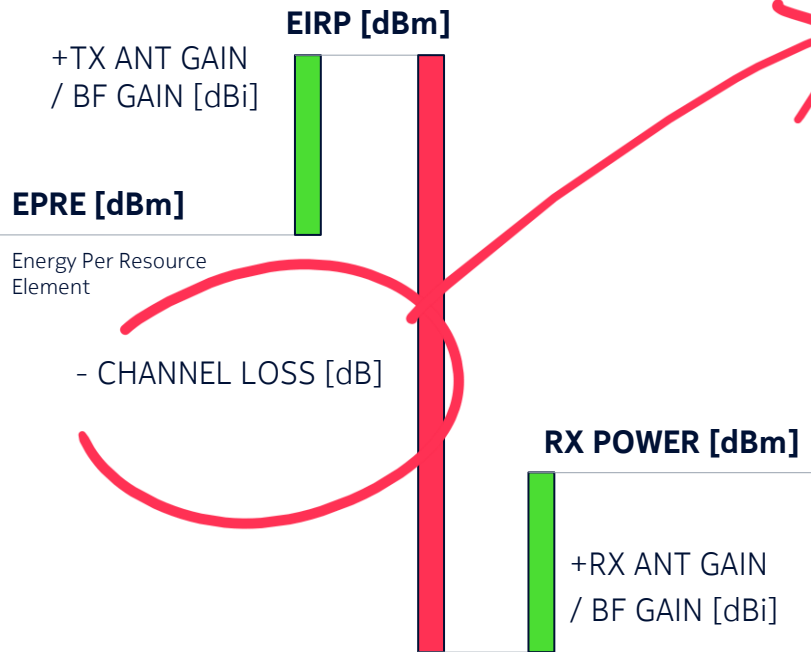 EIRP [dBm]
+TX ANT GAIN
/ BF GAIN [dBi]
EPRE [dBm]
Energy Per Resource
Element
- CHANNEL LOSS [dB]
RX POWER [dBm]
+RX ANT GAIN
/ BF GAIN [dBi]